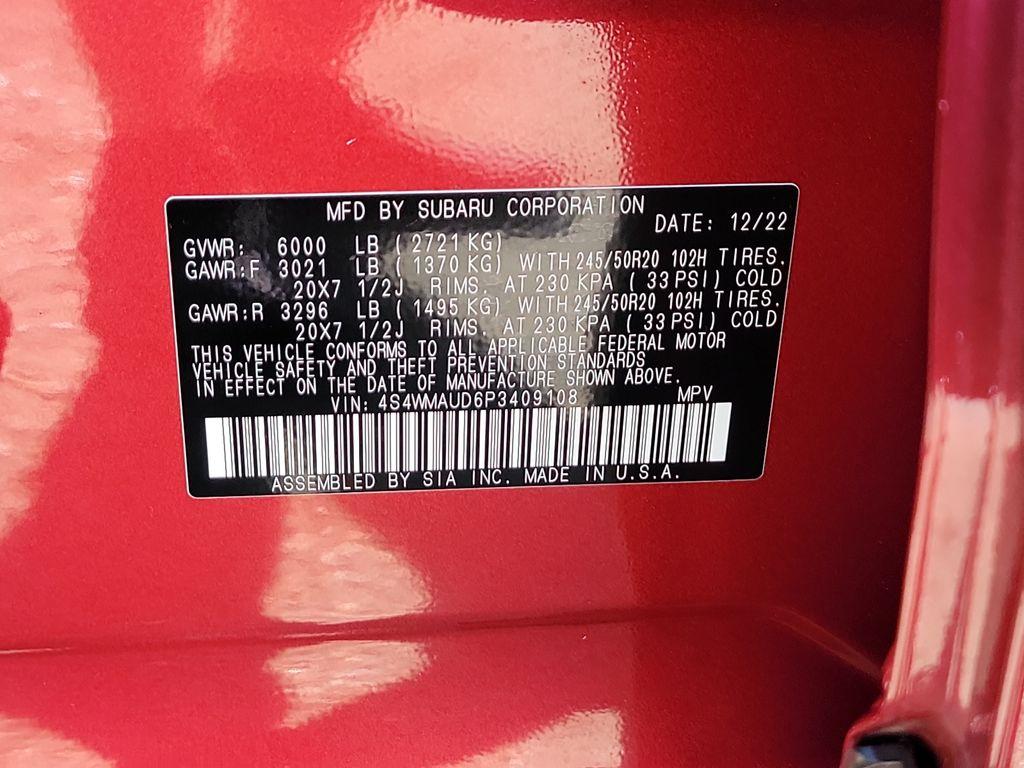 MFD BY SUBARU CORPORATION DATE: 12/22
GVWR: 6000 LB ( 2721 KG)
GAWR:F 3021 LB ( 1370 KG) WITH 245/50R20 102H TIRES.
20X7 1/2J RIMS. AT 230 KPA ( 33 PSI) COLD
GAWR:R 3296 LB ( 1495 KG) WITH 245/50R20 102H TIRES.
20X7 1/2J RIMS. AT 230 KPA ( 33 PSI) COLD
THIS VEHICLE CONFORMS TO ALL APPLICABLE FEDERAL MOTOR
VEHICLE SAFETY AND THEFT PREVENTION STANDARDS
IN EFFECT ON THE DATE OF MANUFACTURE SHOWN ABOVE.
VIN: 4S4WMAUD6P3409108 MPV
ASSEMBLED BY SIA INC. MADE IN U.S.A.